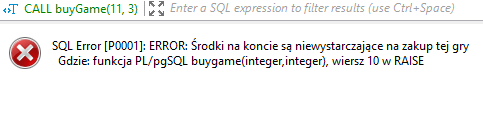 CALL buyGame(11, 3) Enter a SQL expression to filter results (use Ctrl+Space)
SQL Error [P0001]: ERROR: Środki na koncie są niewystarczające na zakup tej gry
Gdzie: funkcja PL/pgSQL buygame(integer,integer), wiersz 10 w RAISE